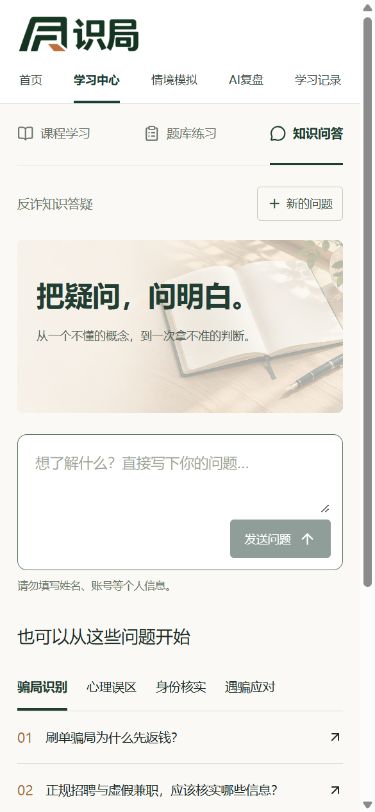 识局
首页 学习中心 情境模拟 AI复盘 学习记录
课程学习 题库练习 知识问答
反诈知识答疑 + 新的问题
把疑问，问明白。
从一个不懂的概念，到一次拿不准的判断。
想了解什么？直接写下你的问题...
发送问题
请勿填写姓名、账号等个人信息。
也可以从这些问题开始
骗局识别 心理误区 身份核实 遇骗应对
01 刷单骗局为什么先返钱？
02 正规招聘与虚假兼职，应该核实哪些信息？